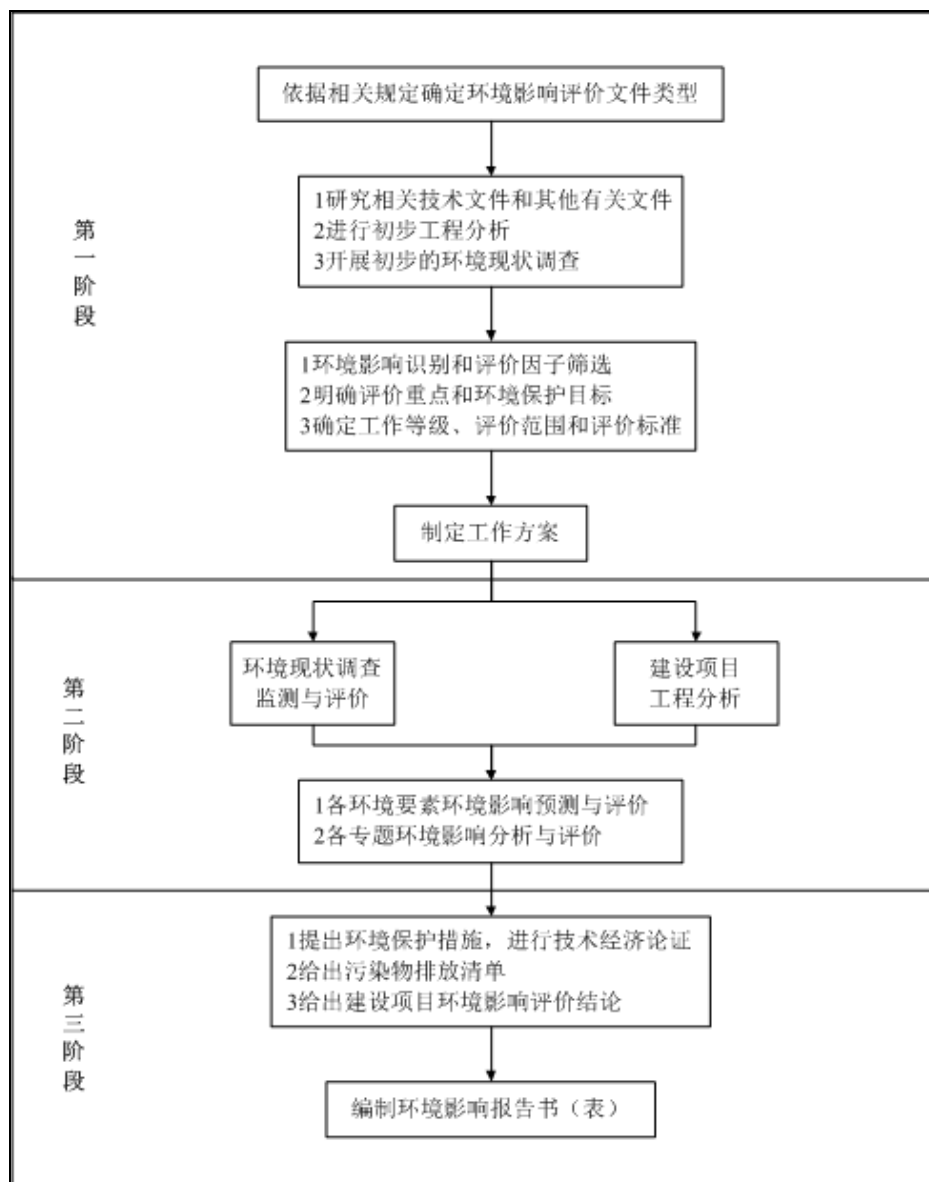 依据相关规定确定环境影响评价文件类型
第一阶段
1研究相关技术文件和其他有关文件
2进行初步工程分析
3开展初步的环境现状调查
1环境影响识别和评价因子筛选
2明确评价重点和环境保护目标
3确定工作等级、评价范围和评价标准
制定工作方案
第二阶段
环境现状调查
监测与评价
建设项目
工程分析
1各环境要素环境影响预测与评价
2各专题环境影响分析与评价
第三阶段
1提出环境保护措施，进行技术经济论证
2给出污染物排放清单
3给出建设项目环境影响评价结论
编制环境影响报告书（表）